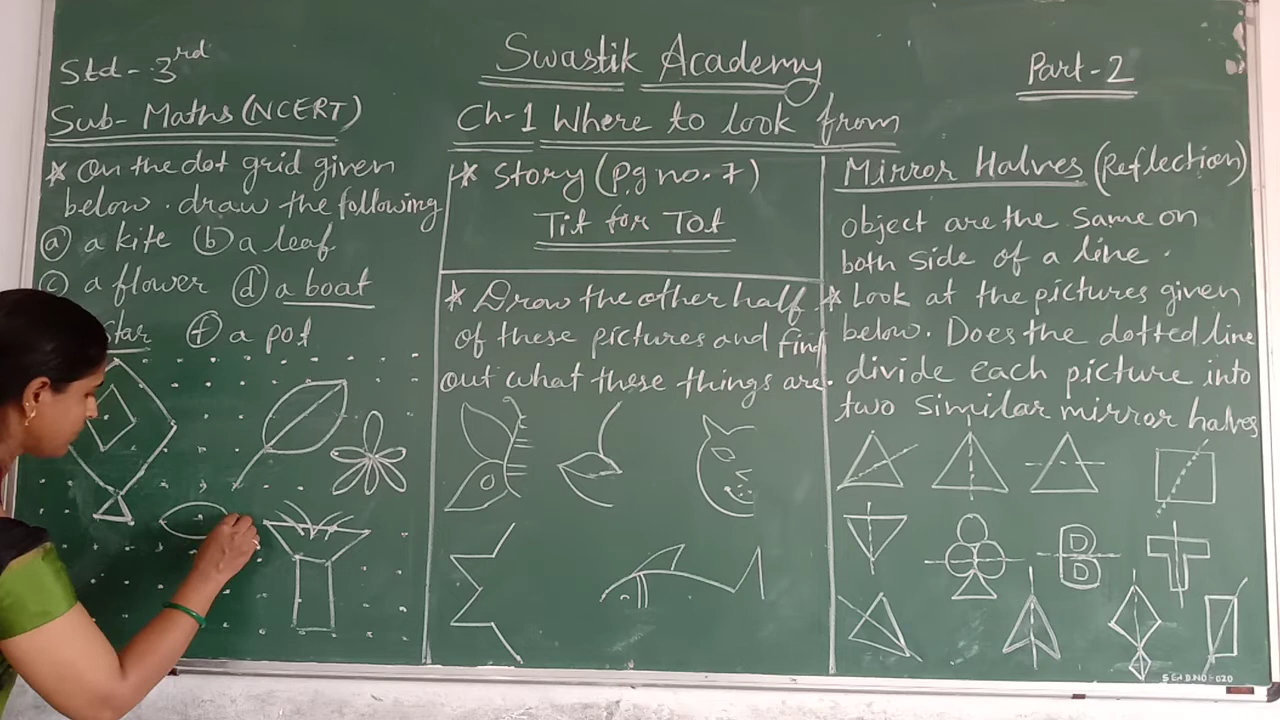 Std - 3rd
Swastik Academy
Part - 2
Sub - Maths (NCERT)
Ch-1 Where to look from
* On the dot grid given
below. draw the following
(a) a kite (b) a leaf
(c) a flower (d) a boat
star (f) a pot
* Story (Pg no. 7)
Tit for Tot
* Draw the other half
of these pictures and find
out what these things are.
Mirror Halves (Reflection)
object are the same on
both side of a line.
* Look at the pictures given
below. Does the dotted line
divide each picture into
two similar mirror halves
B
T